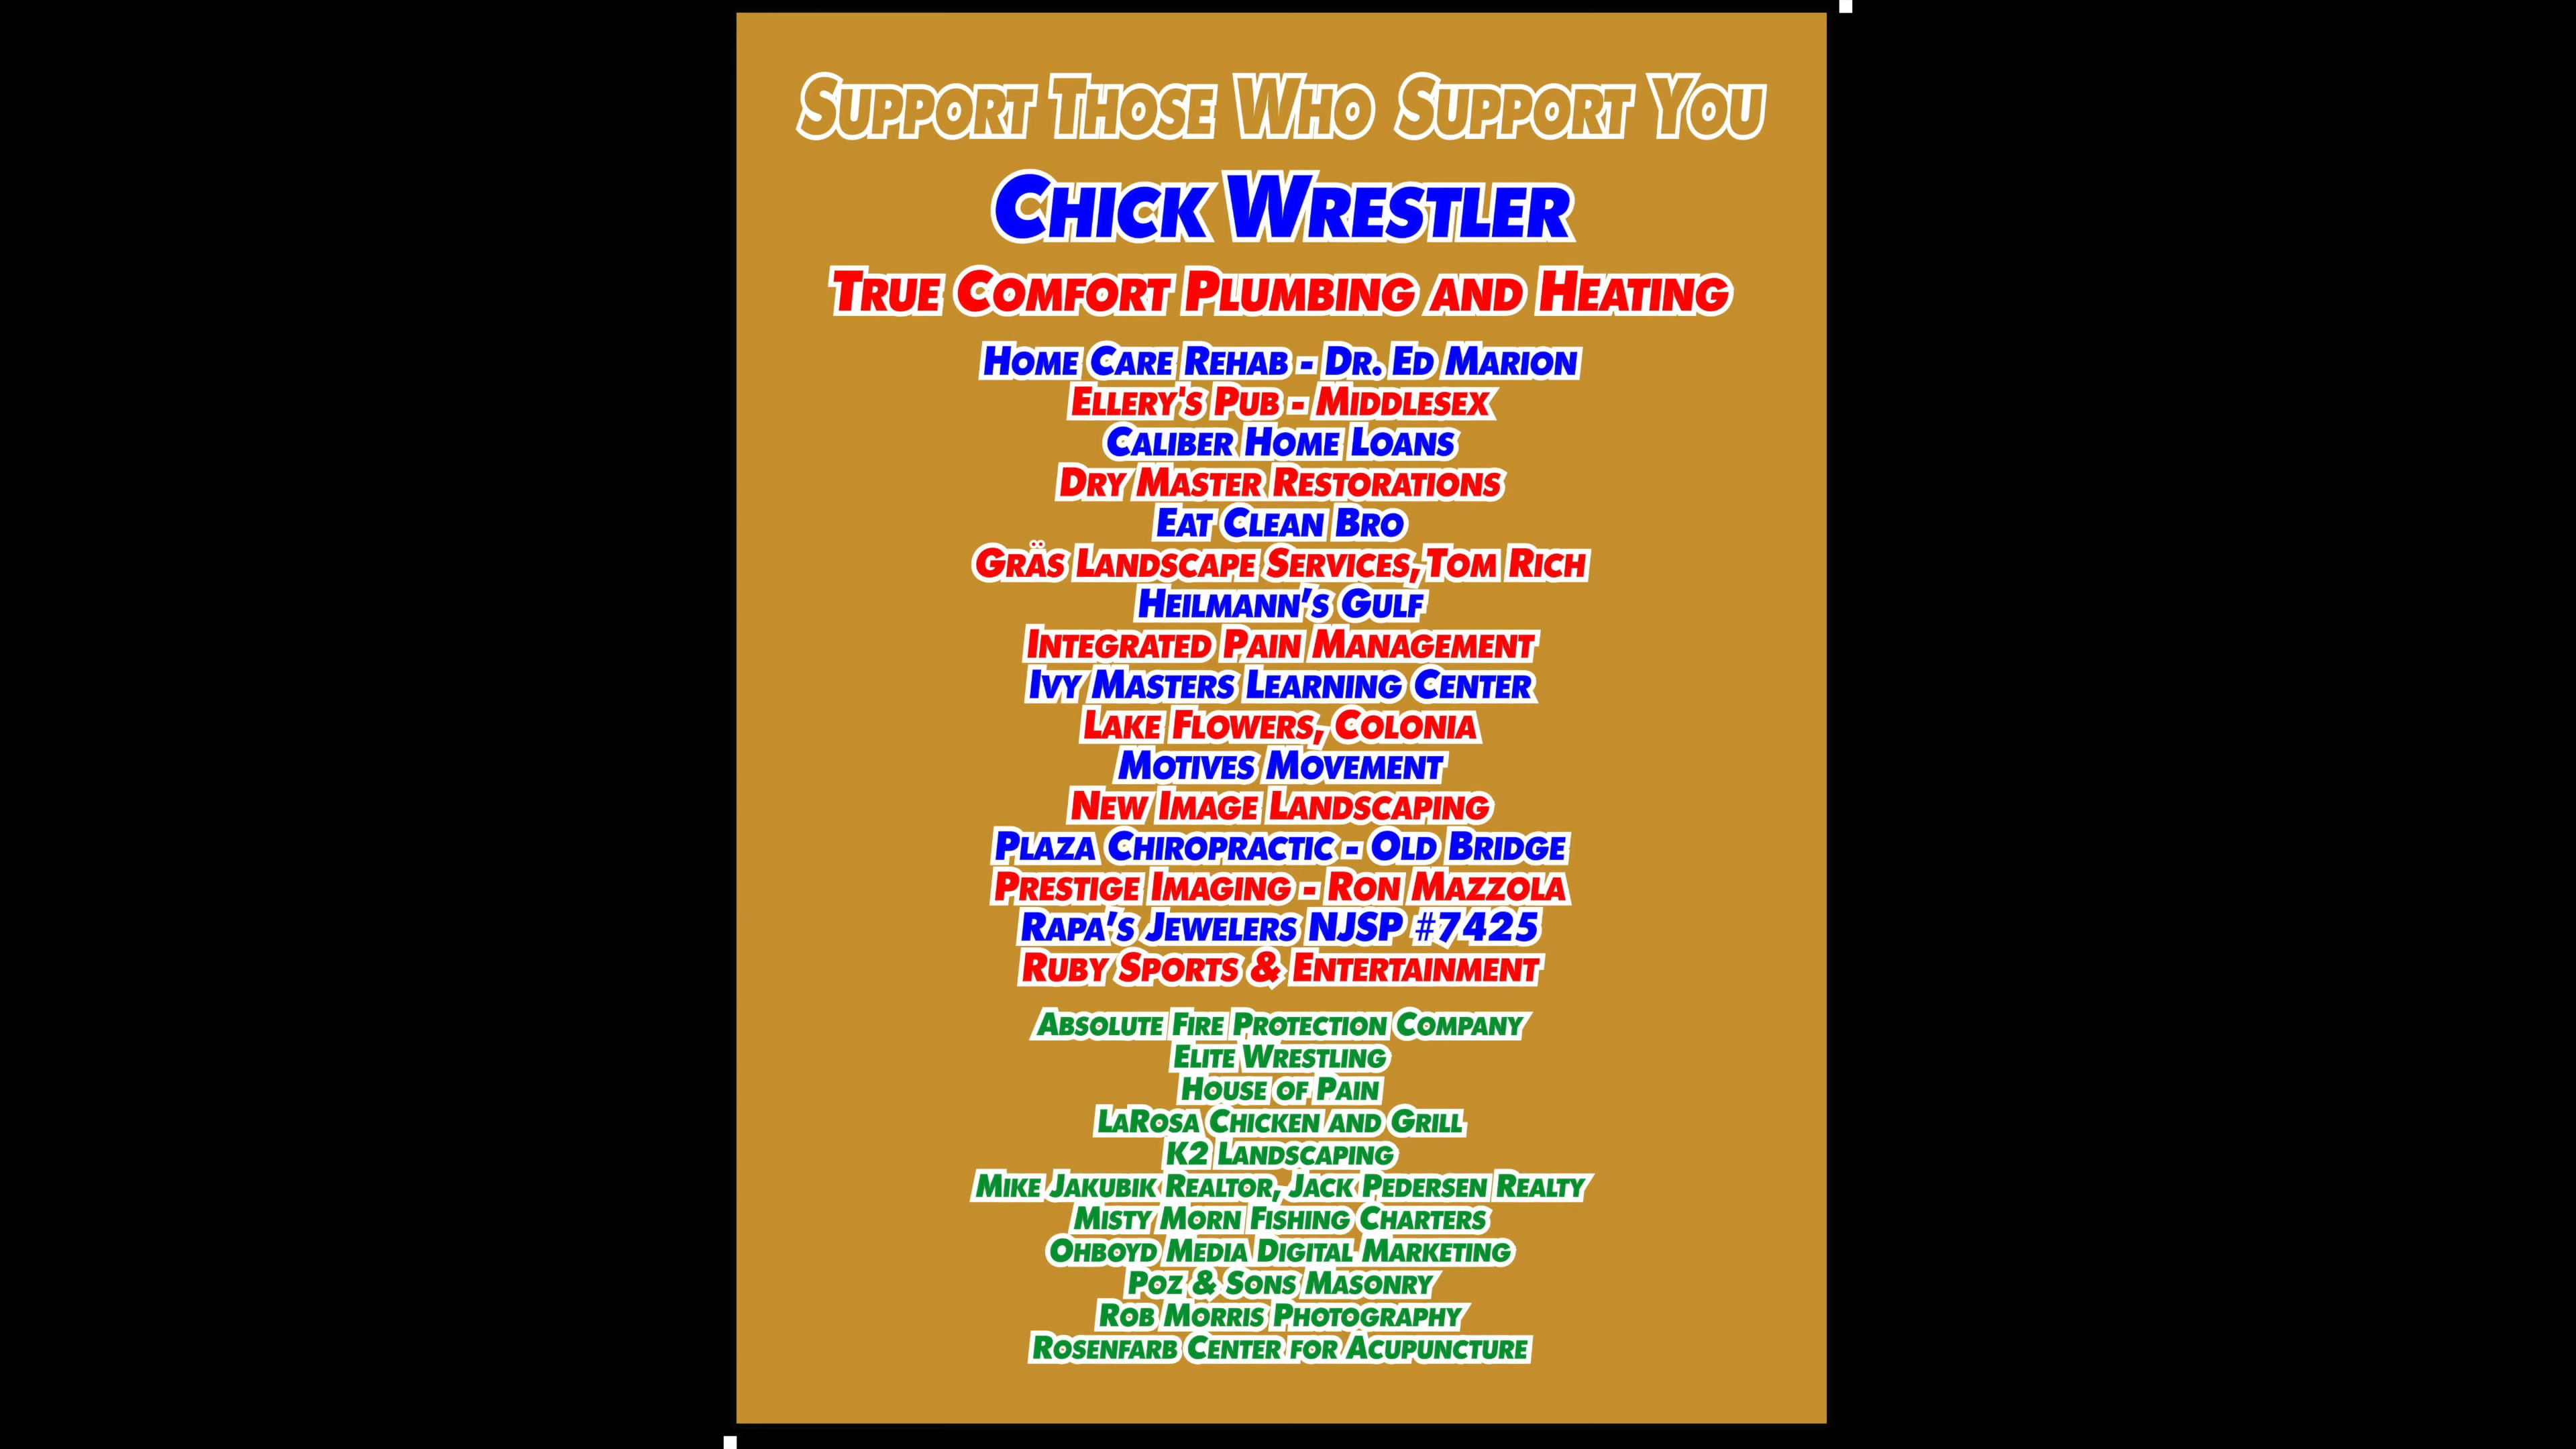 Support Those Who Support You
Chick Wrestler
True Comfort Plumbing and Heating
Home Care Rehab - Dr. Ed Marion
Ellery's Pub - Middlesex
Caliber Home Loans
Dry Master Restorations
Eat Clean Bro
Gräs Landscape Services, Tom Rich
Heilmann’s Gulf
Integrated Pain Management
Ivy Masters Learning Center
Lake Flowers, Colonia
Motives Movement
New Image Landscaping
Plaza Chiropractic - Old Bridge
Prestige Imaging - Ron Mazzola
Rapa’s Jewelers NJSP #7425
Ruby Sports & Entertainment
Absolute Fire Protection Company
Elite Wrestling
House of Pain
LaRosa Chicken and Grill
K2 Landscaping
Mike Jakubik Realtor, Jack Pedersen Realty
Misty Morn Fishing Charters
Ohboyd Media Digital Marketing
Poz & Sons Masonry
Rob Morris Photography
Rosenfarb Center for Acupuncture